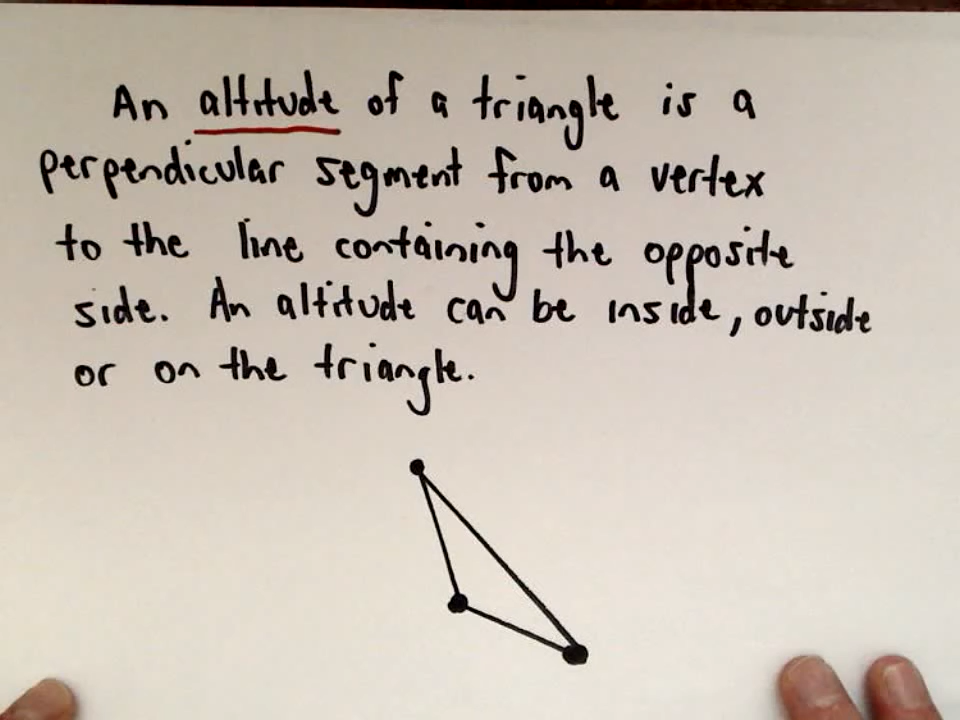 An altitude of a triangle is a
perpendicular segment from a vertex
to the line containing the opposite
side. An altitude can be inside, outside
or on the triangle.